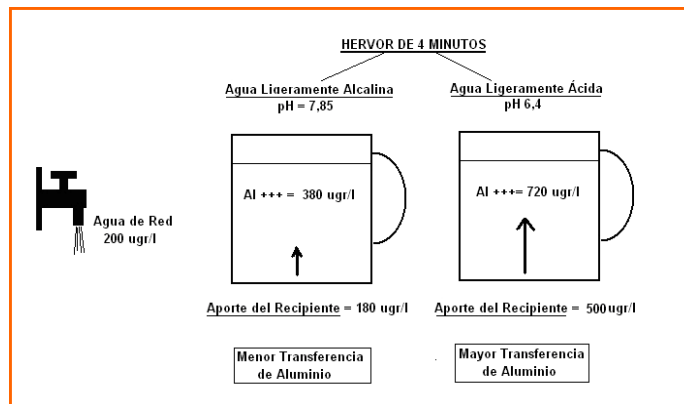 HERVOR DE 4 MINUTOS
Agua Ligeramente Alcalina
pH = 7,85
Agua Ligeramente Ácida
pH 6,4
Al +++ = 380 ugr/l
Al +++= 720 ugr/l
Agua de Red
200 ugr/l
Aporte del Recipiente = 180 ugr/l
Aporte del Recipiente = 500 ugr/l
Menor Transferencia
de Aluminio
Mayor Transferencia
de Aluminio